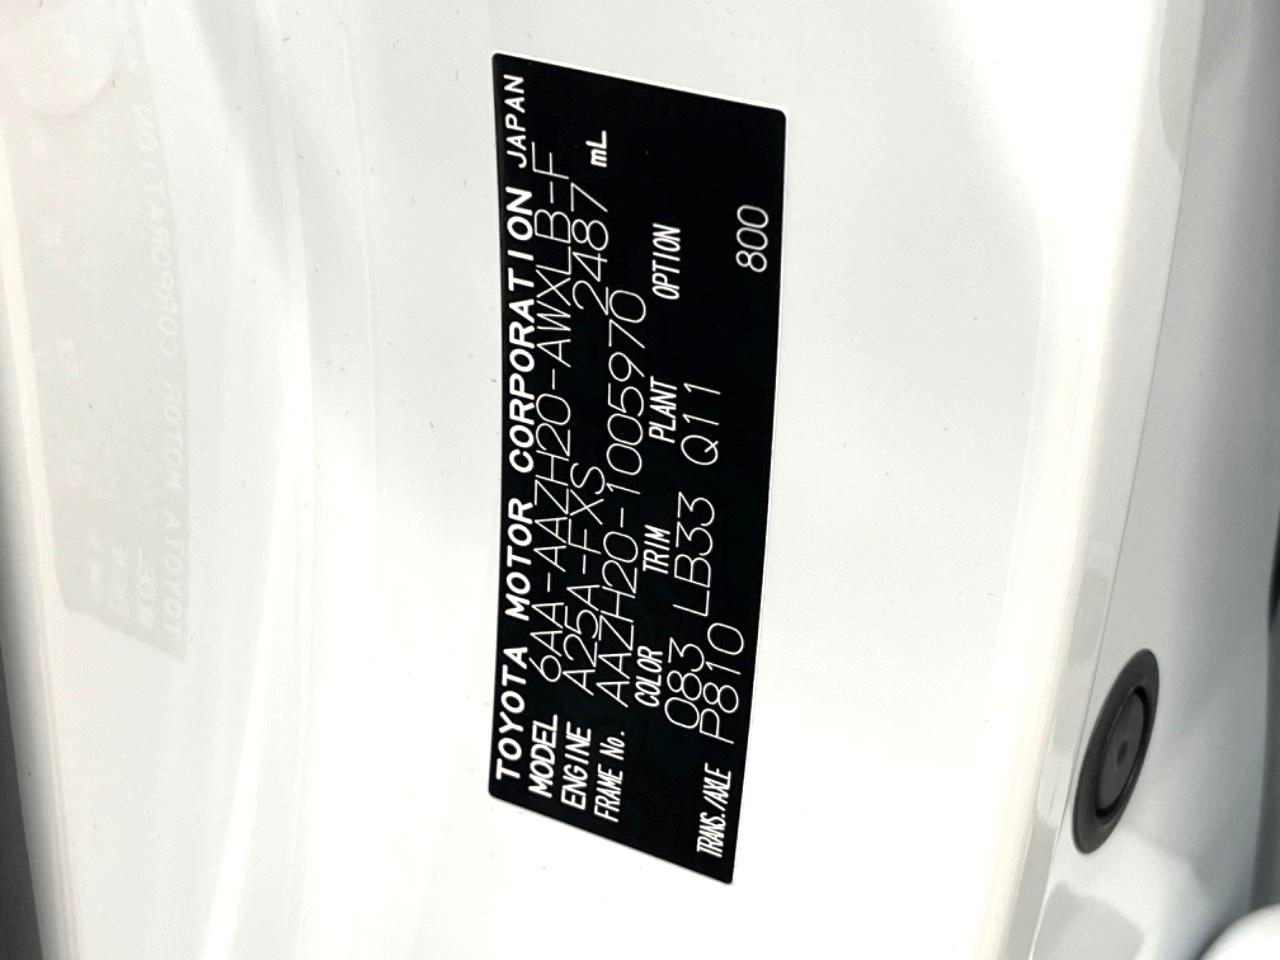 TOYOTA MOTOR CORPORATION JAPAN
MODEL 6AA-AAZH20-AWXLB-F
ENGINE A25A-FXS 2487 mL
FRAME No. AAZH20-1005970
COLOR TRIM PLANT OPTION
083 LB33 Q11
TRANS./AXLE P810 800